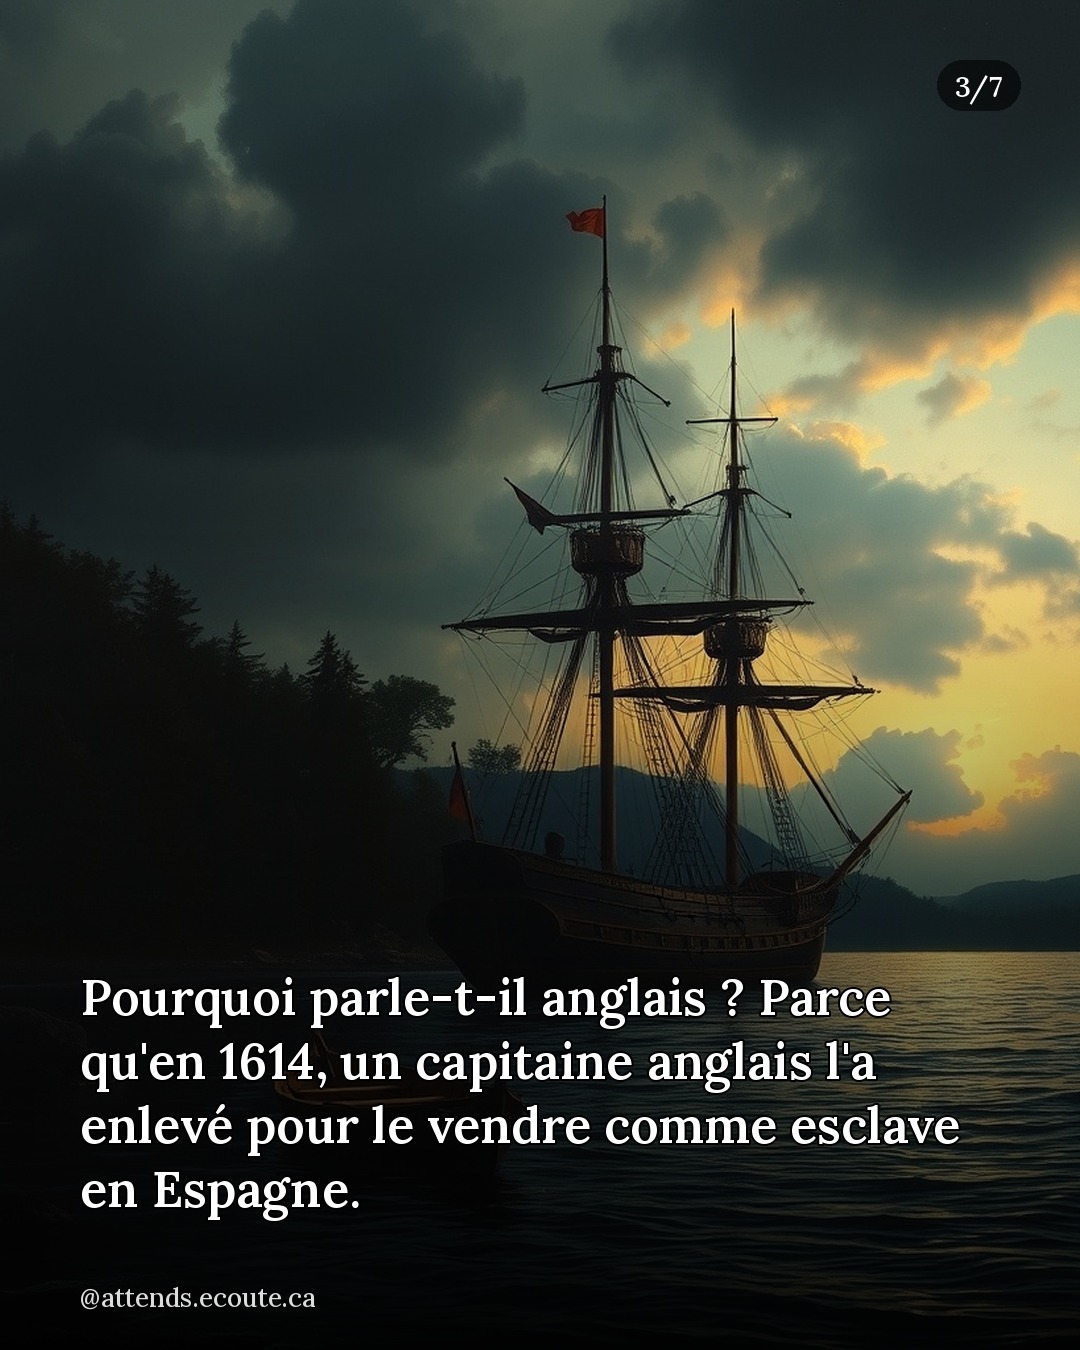 3/7
Pourquoi parle-t-il anglais ? Parce
qu'en 1614, un capitaine anglais l'a
enlevé pour le vendre comme esclave
en Espagne.
@attends.ecoute.ca